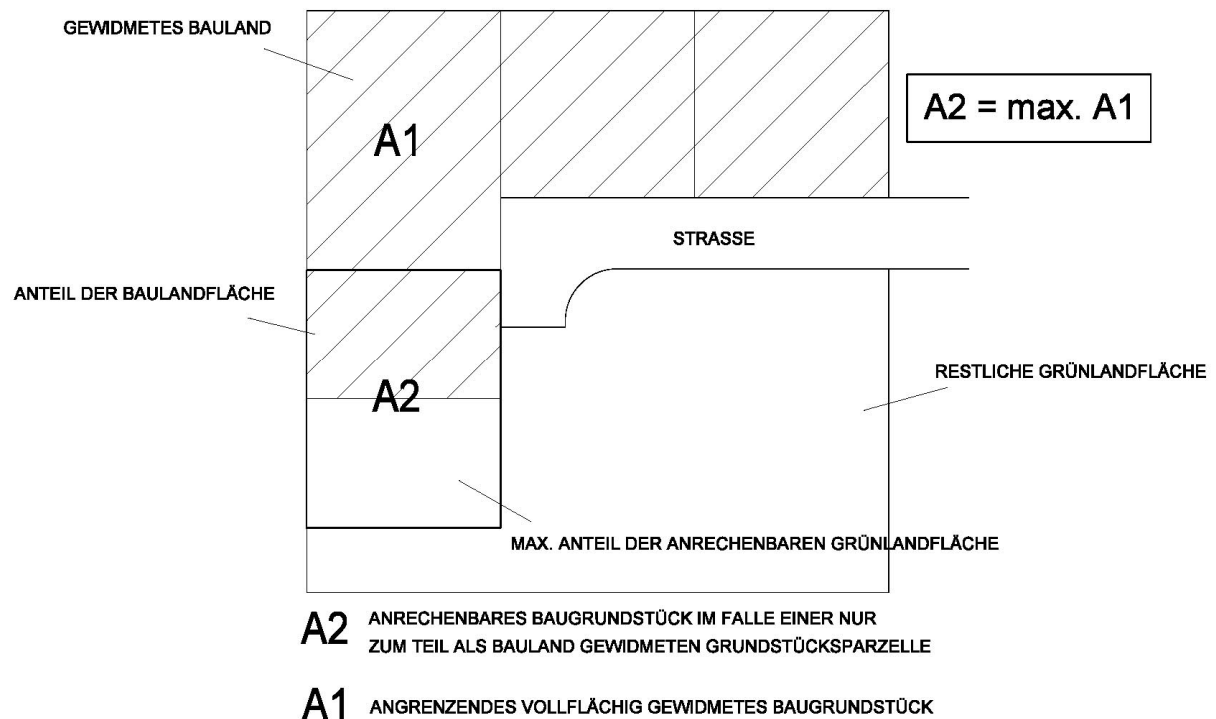 GEWIDMETES BAULAND
A1
A2 = max. A1
STRASSE
ANTEIL DER BAULANDFLÄCHE
A2
RESTLICHE GRÜNLANDFLÄCHE
MAX. ANTEIL DER ANRECHENBAREN GRÜNLANDFLÄCHE
A2 ANRECHENBARES BAUGRUNDSTÜCK IM FALLE EINER NUR
ZUM TEIL ALS BAULAND GEWIDMETEN GRUNDSTÜCKSPARZELLE
A1 ANGRENZENDES VOLLFLÄCHIG GEWIDMETES BAUGRUNDSTÜCK